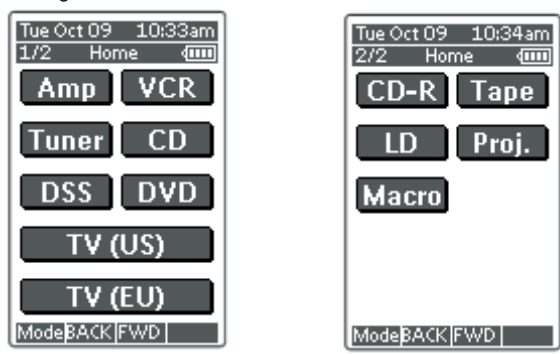 Tue Oct 09 10:33am
1/2 Home
Amp VCR
Tuner CD
DSS DVD
TV (US)
TV (EU)
Mode BACK FWD
Tue Oct 09 10:34am
2/2 Home
CD-R Tape
LD Proj.
Macro
Mode BACK FWD